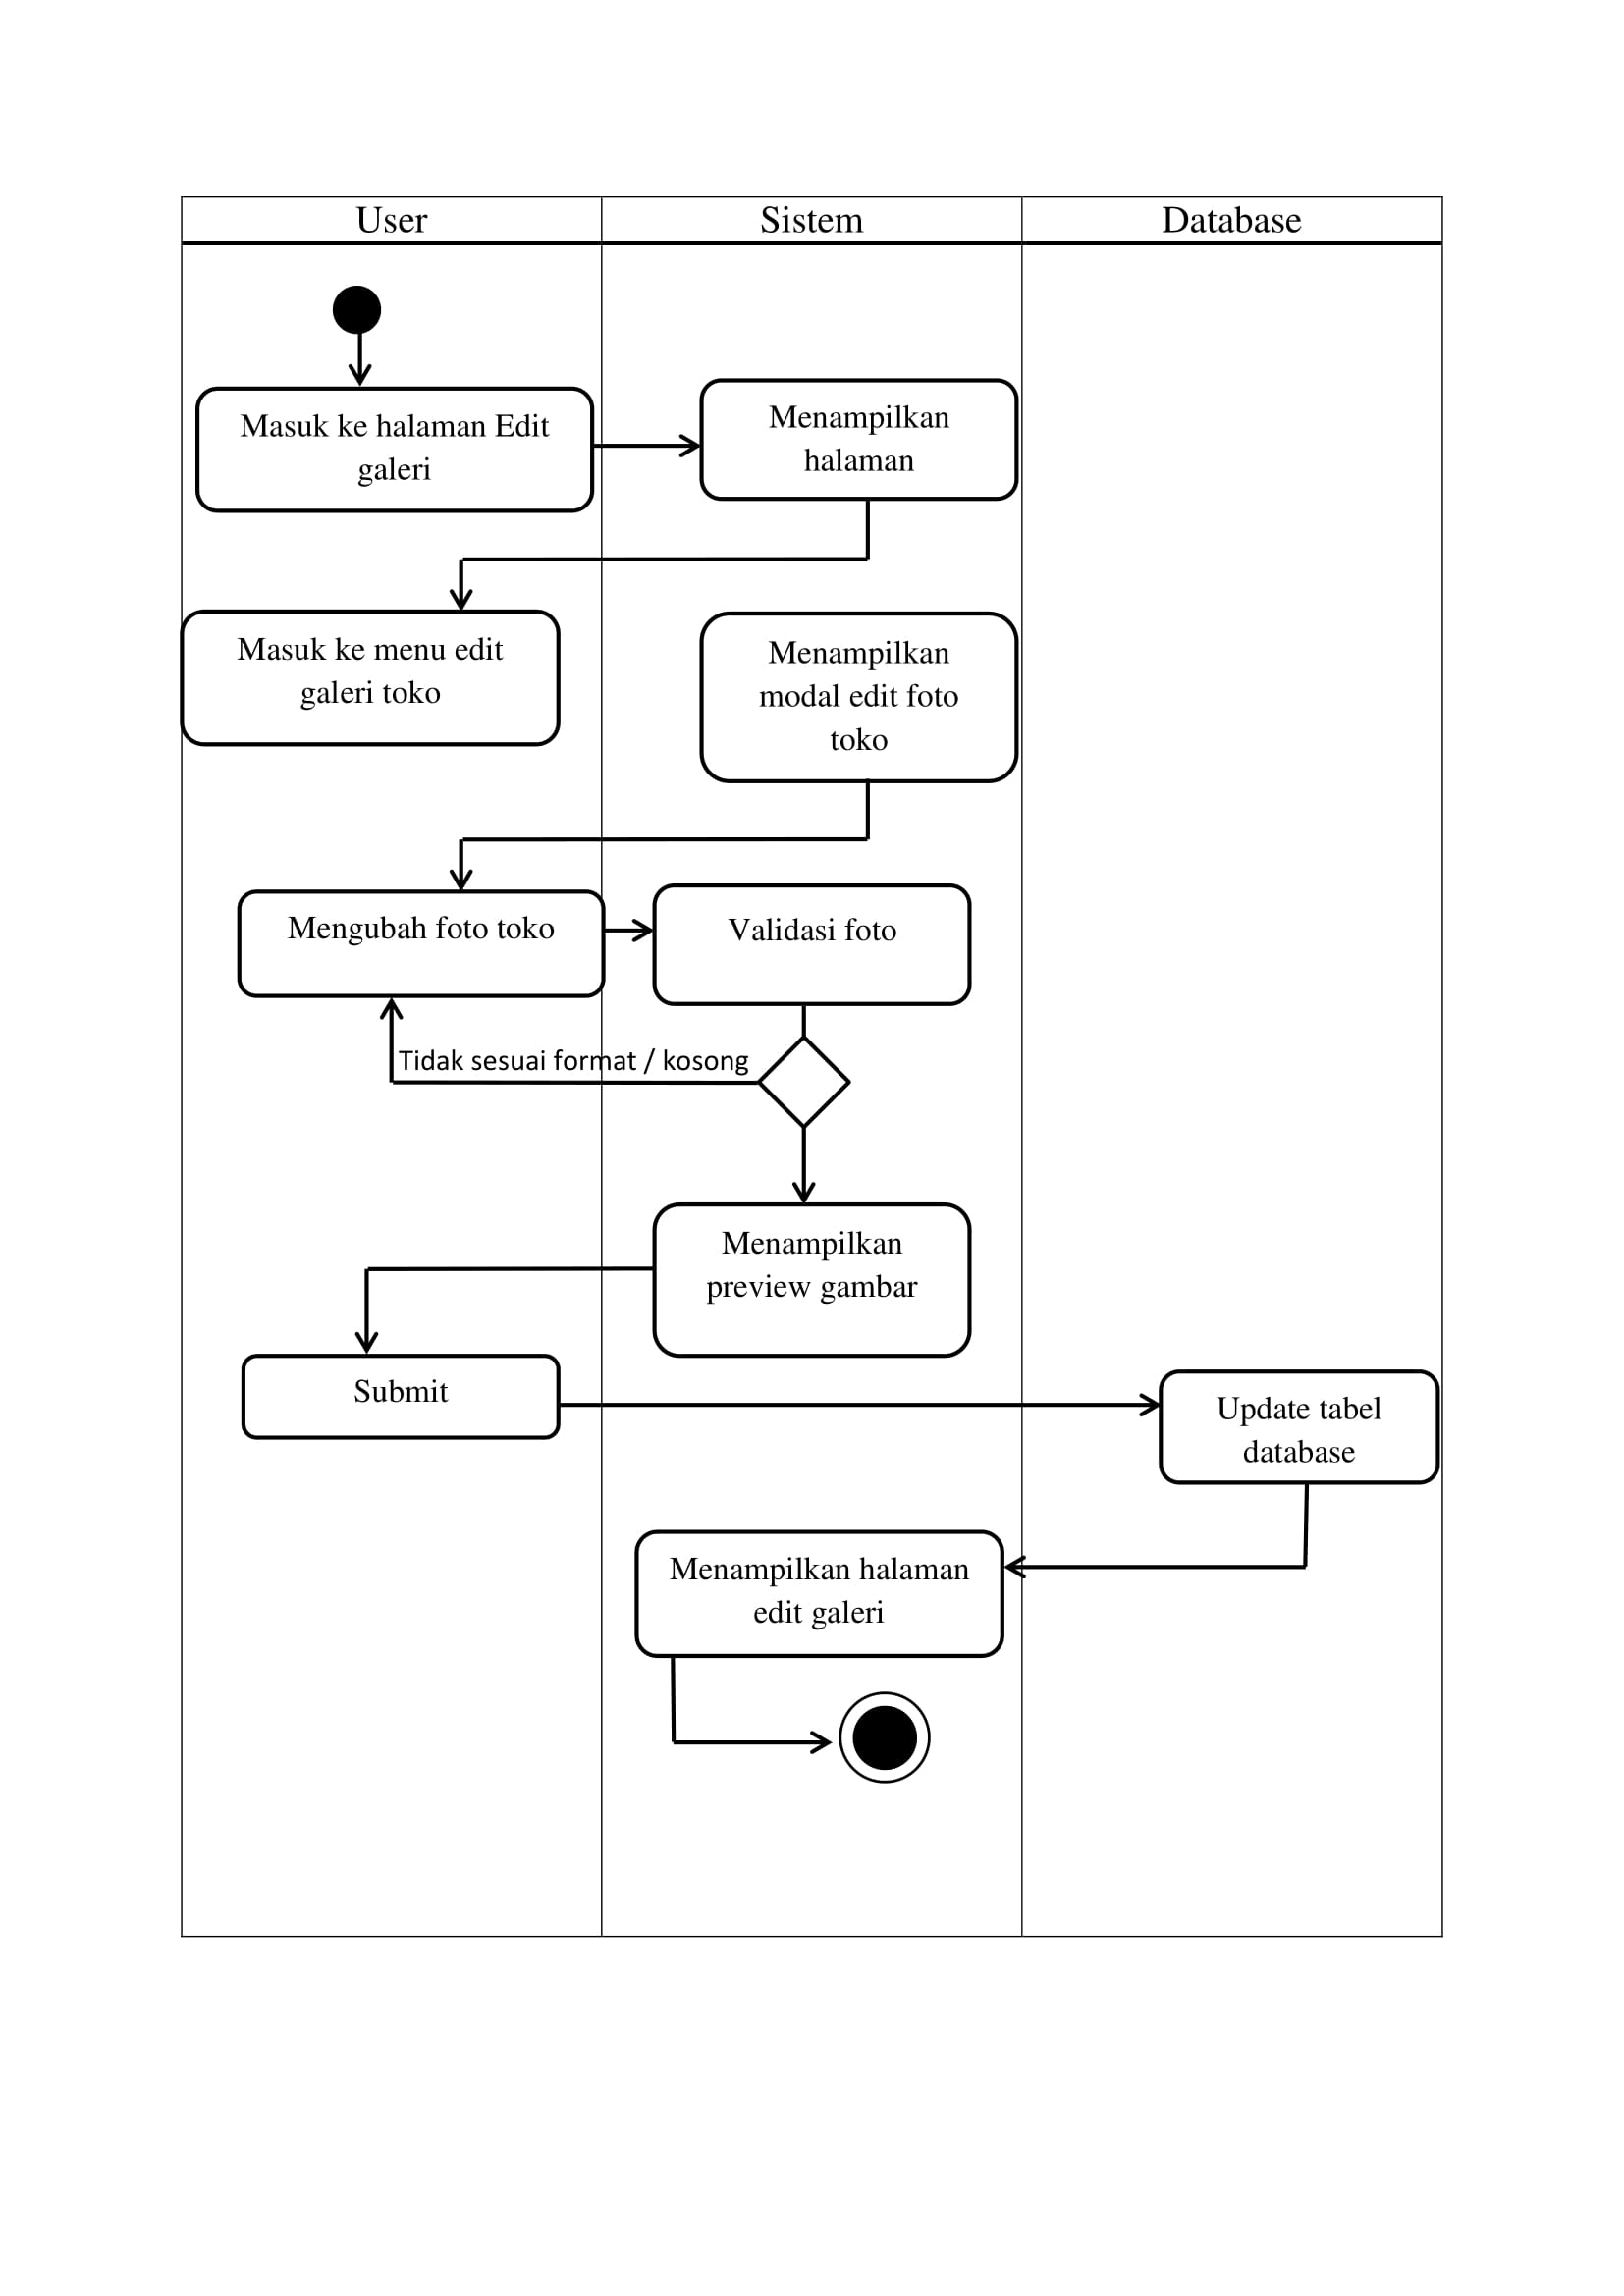 User
Sistem
Database
Masuk ke halaman Edit
galeri
Menampilkan
halaman
Masuk ke menu edit
galeri toko
Menampilkan
modal edit foto
toko
Mengubah foto toko
Validasi foto
Tidak sesuai format / kosong
Menampilkan
preview gambar
Submit
Update tabel
database
Menampilkan halaman
edit galeri